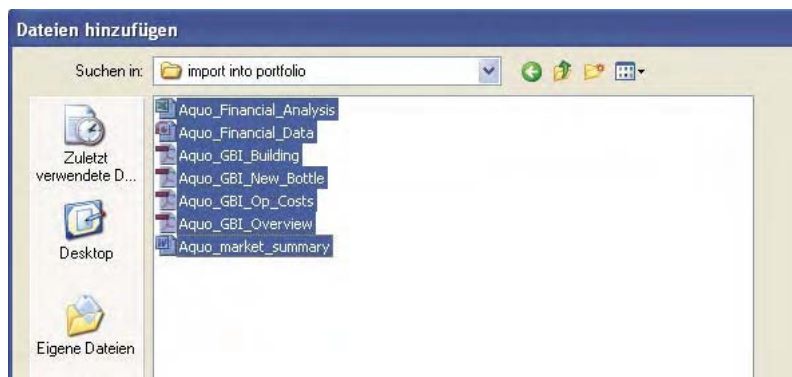 Dateien hinzufügen
Suchen in: import into portfolio
Zuletzt
verwendete D...
Desktop
Eigene Dateien
Aquo_Financial_Analysis
Aquo_Financial_Data
Aquo_GBI_Building
Aquo_GBI_New_Bottle
Aquo_GBI_Op_Costs
Aquo_GBI_Overview
Aquo_market_summary